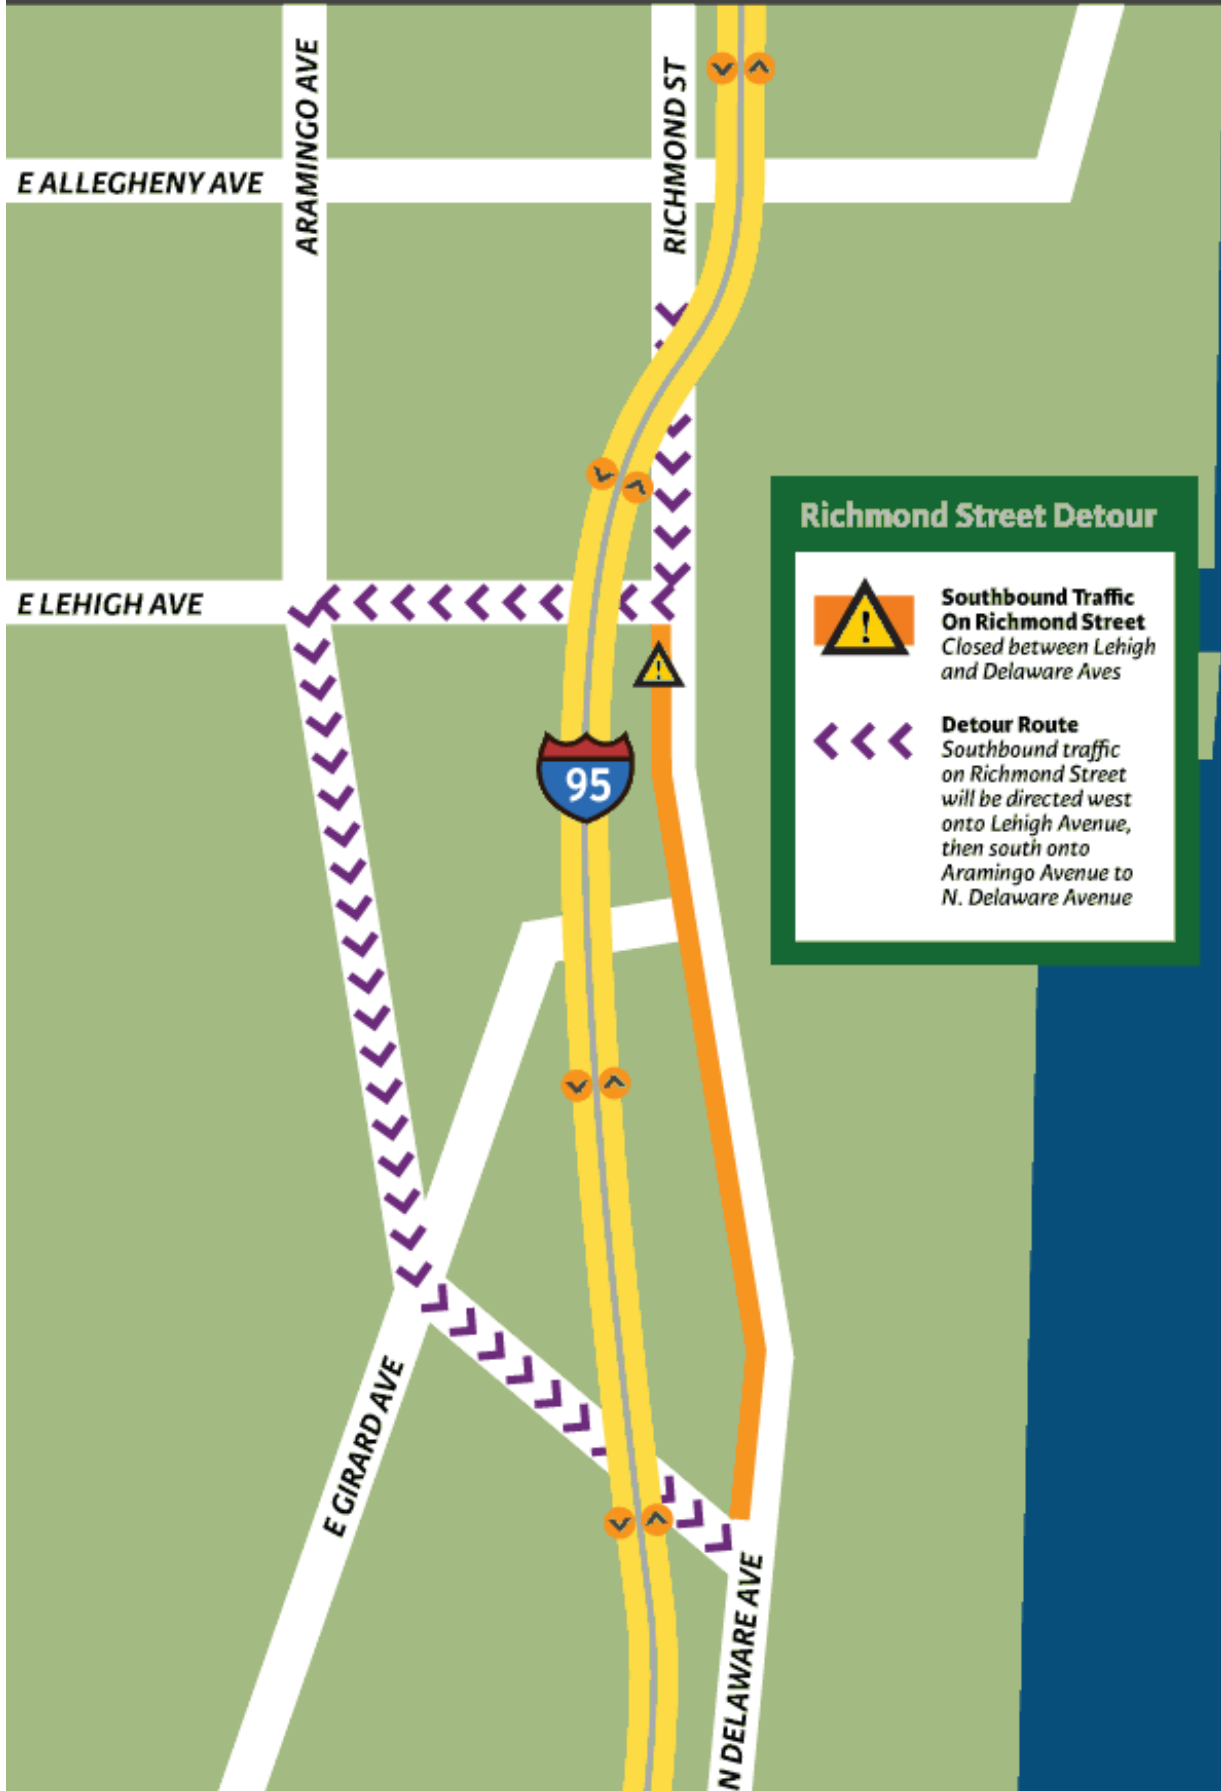 ARAMINGO AVE
RICHMOND ST
E ALLEGHENY AVE
E LEHIGH AVE
Richmond Street Detour
!
Southbound Traffic
On Richmond Street
Closed between Lehigh
and Delaware Aves
Detour Route
Southbound traffic
on Richmond Street
will be directed west
onto Lehigh Avenue,
then south onto
Aramingo Avenue to
N. Delaware Avenue
!
95
E GIRARD AVE
N DELAWARE AVE